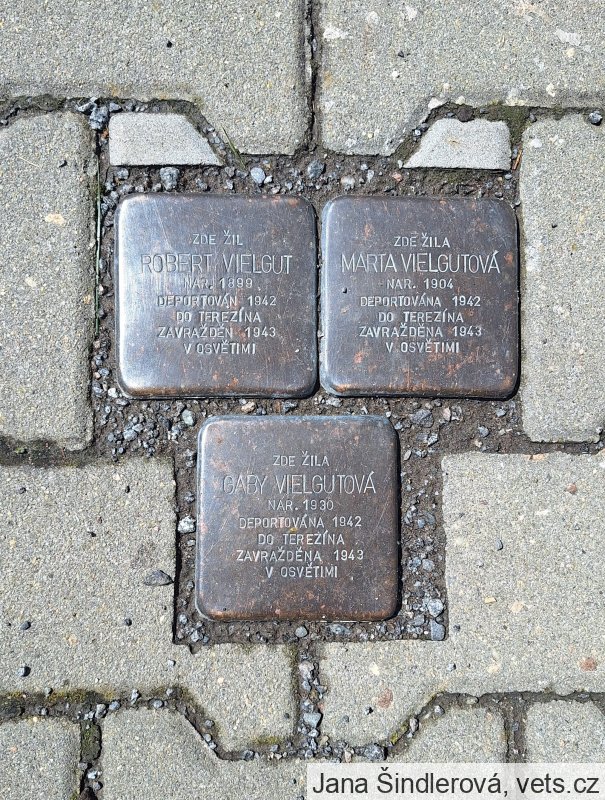 ZDE ŽIL
ROBERT VIELGUT
NAR. 1899
DEPORTOVÁN 1942
DO TEREZÍNA
ZAVRAŽDĚN 1943
V OSVĚTIMI
ZDE ŽILA
MARTA VIELGUTOVÁ
NAR. 1904
DEPORTOVÁNA 1942
DO TEREZÍNA
ZAVRAŽDĚNA 1943
V OSVĚTIMI
ZDE ŽILA
GABY VIELGUTOVÁ
NAR. 1930
DEPORTOVÁNA 1942
DO TEREZÍNA
ZAVRAŽDĚNA 1943
V OSVĚTIMI
Jana Šindlerová, vets.cz